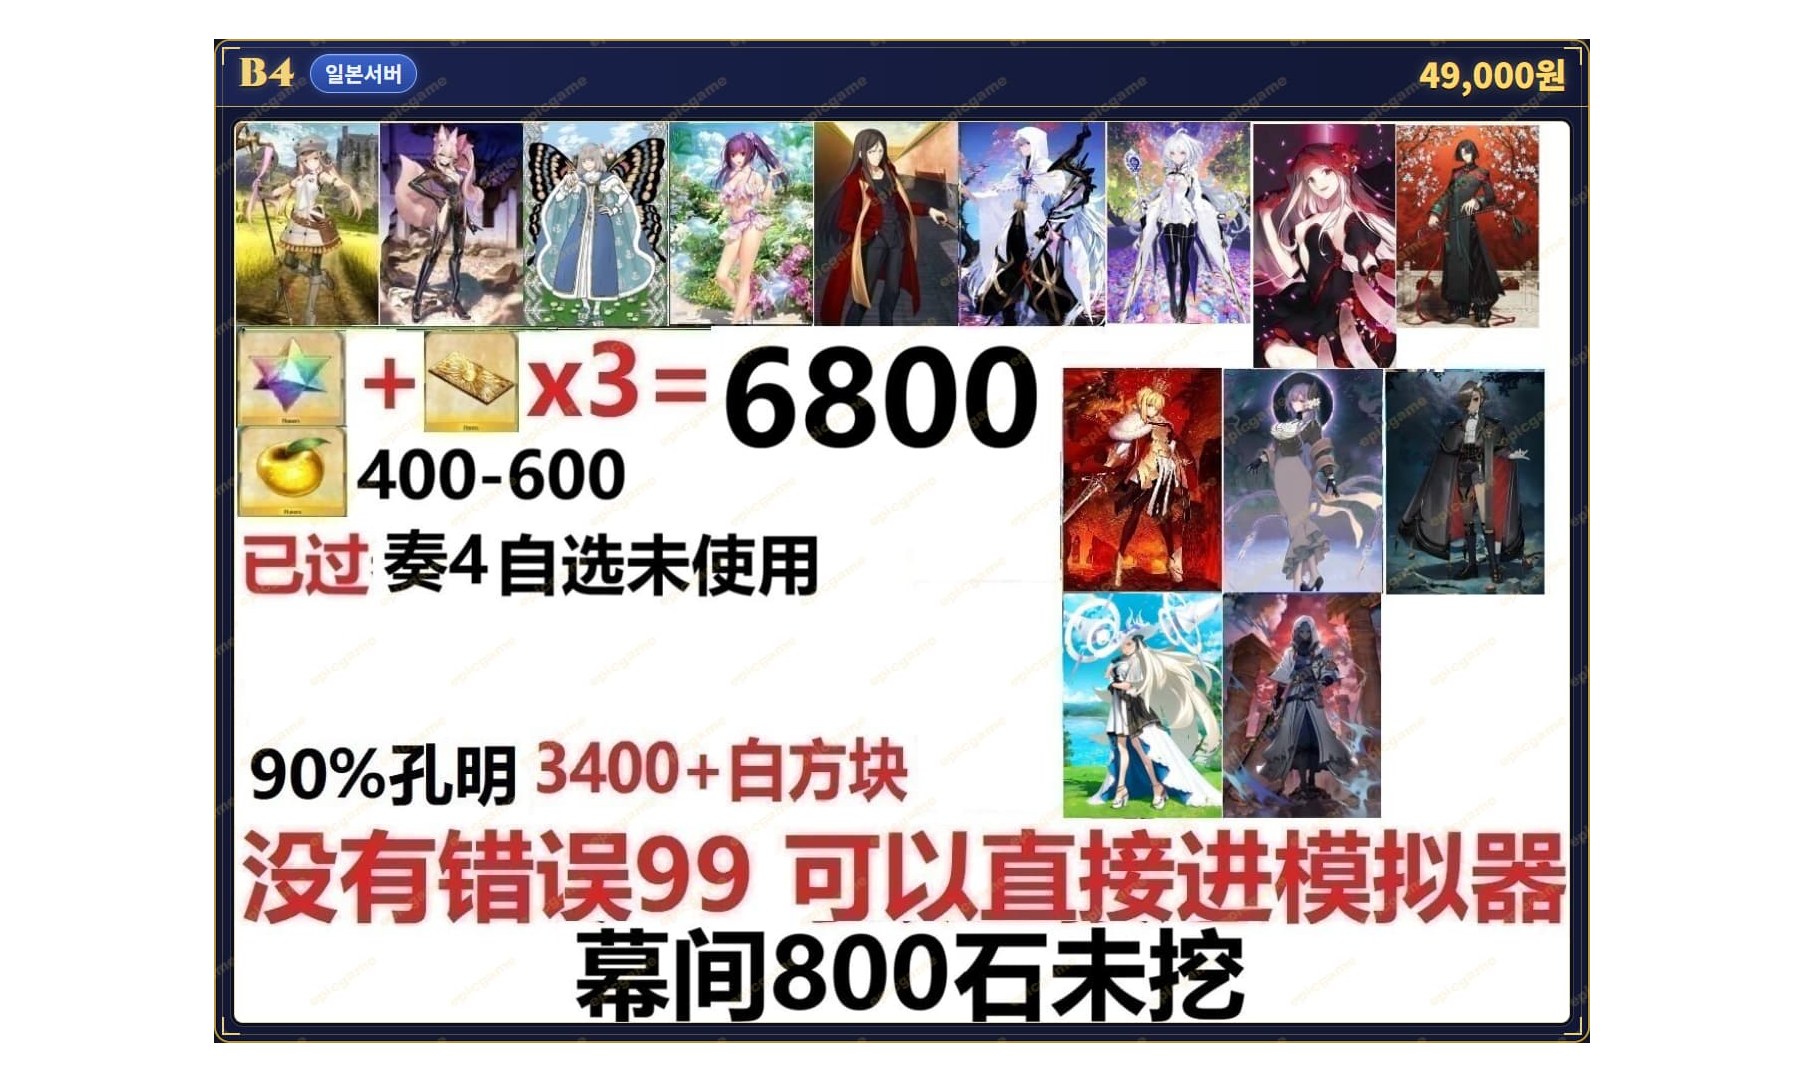 B4 일본서버 49,000원
+ x3= 6800
400-600
已过 奏4自选未使用
90%孔明 3400+白方块
没有错误99 可以直接进模拟器
幕间800石未挖
epicgame